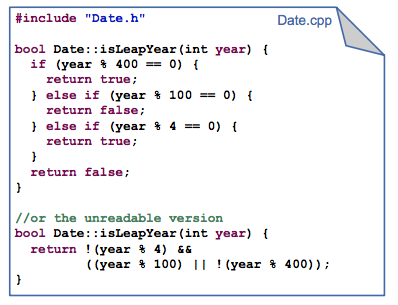 Date.cpp
#include "Date.h"
bool Date::isLeapYear(int year) {
if (year % 400 == 0) {
return true;
} else if (year % 100 == 0) {
return false;
} else if (year % 4 == 0) {
return true;
}
return false;
}
//or the unreadable version
bool Date::isLeapYear(int year) {
return !(year % 4) &&
((year % 100) || !(year % 400));
}